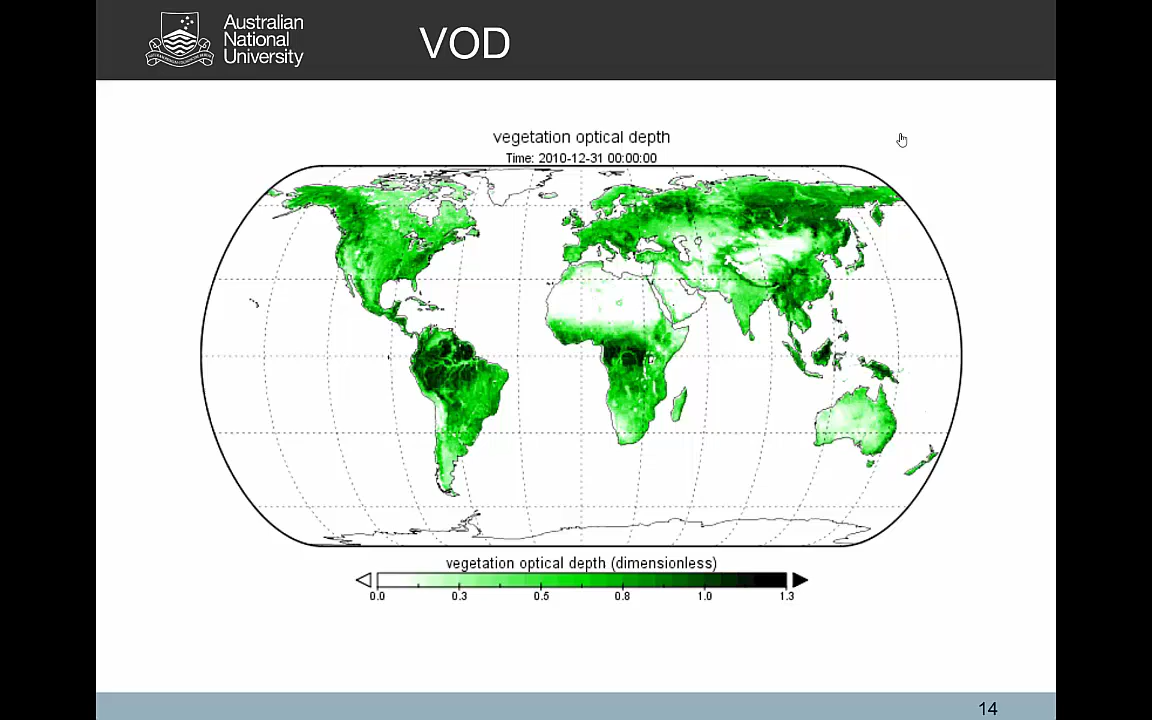 Australian
National
University
VOD
vegetation optical depth
Time: 2010-12-31 00:00:00
vegetation optical depth (dimensionless)
0.0 0.3 0.5 0.8 1.0 1.3
14